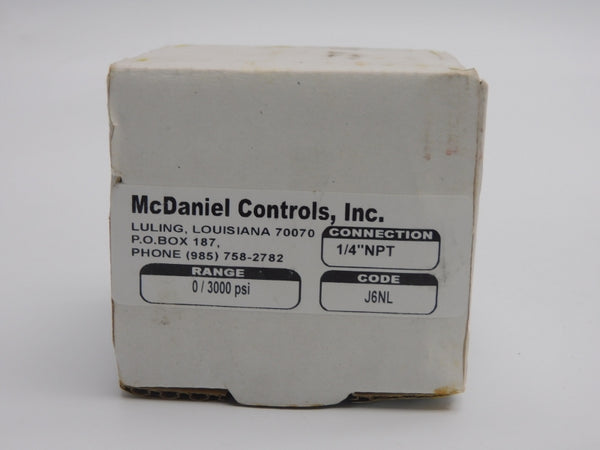 McDaniel Controls, Inc.
LULING, LOUISIANA 70070
P.O.BOX 187,
PHONE (985) 758-2782
CONNECTION
1/4"NPT
RANGE
0 / 3000 psi
CODE
J6NL